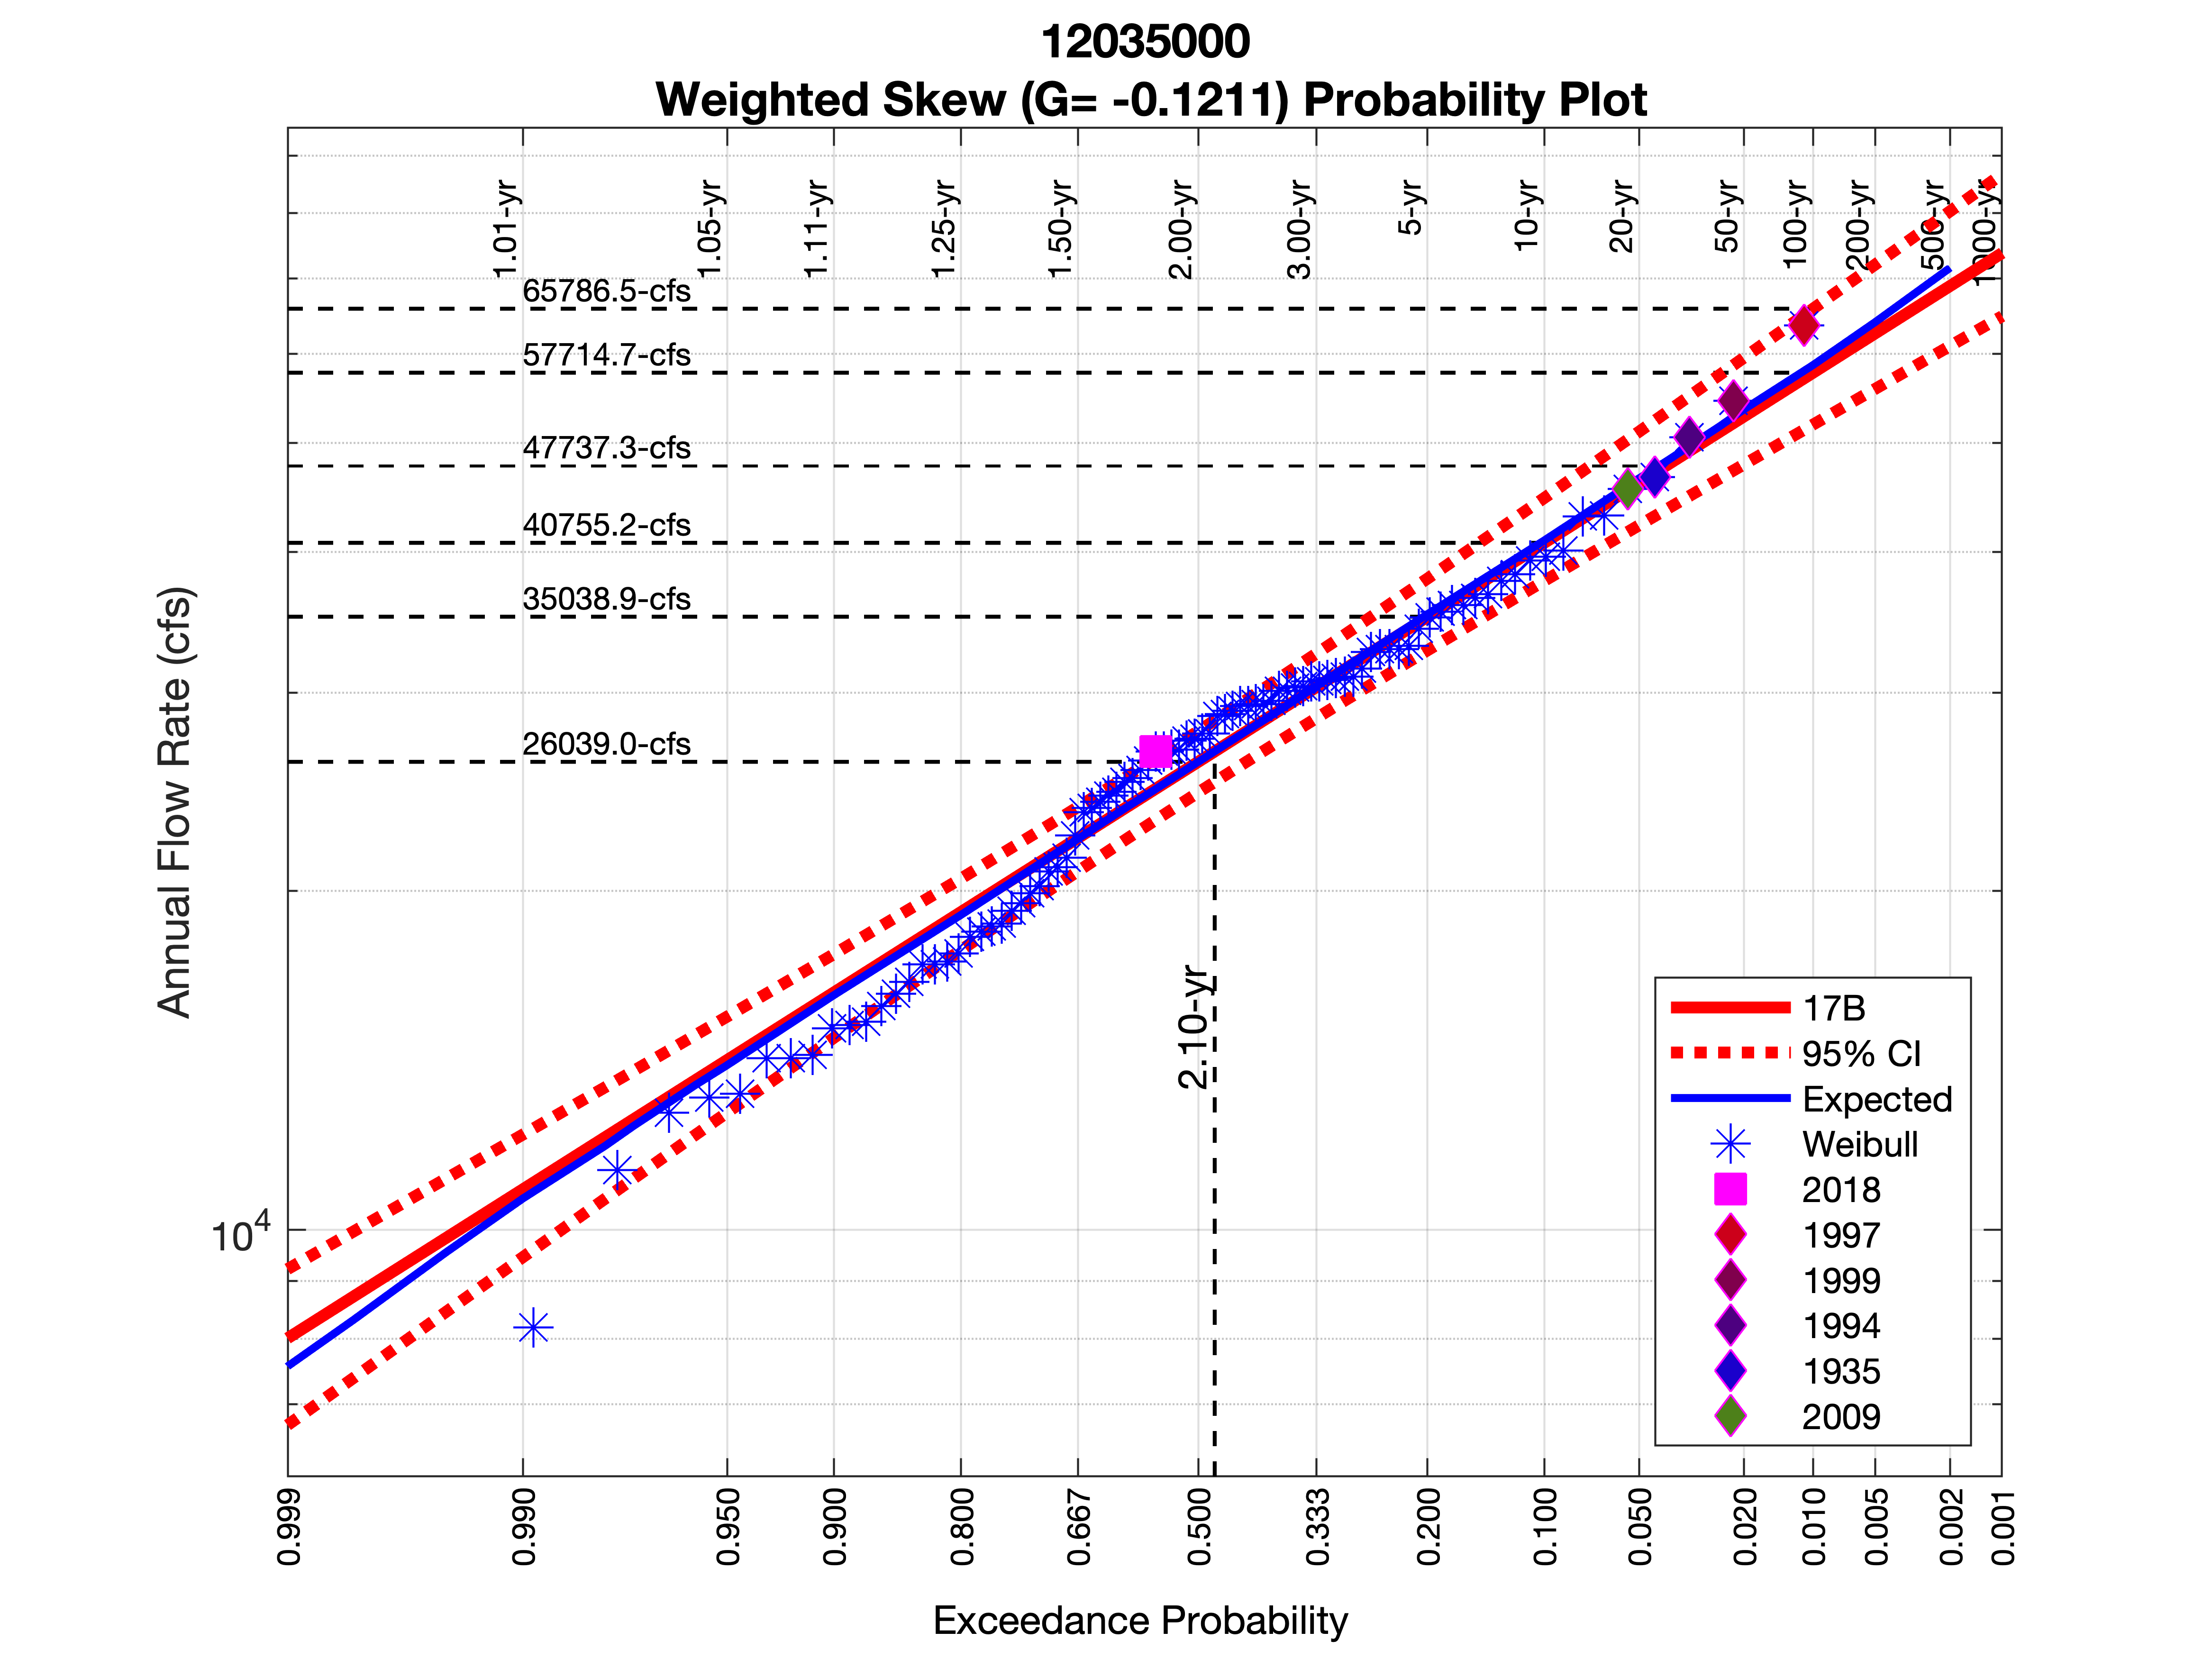 12035000
Weighted Skew (G= -0.1211) Probability Plot
1.01-yr
1.05-yr
1.11-yr
1.25-yr
1.50-yr
2.00-yr
3.00-yr
5-yr
10-yr
20-yr
50-yr
100-yr
200-yr
500-yr
1000-yr
65786.5-cfs
57714.7-cfs
47737.3-cfs
40755.2-cfs
35038.9-cfs
26039.0-cfs
2.10-yr
Annual Flow Rate (cfs)
10⁴
17B
95% CI
Expected
Weibull
2018
1997
1999
1994
1935
2009
0.999
0.990
0.950
0.900
0.800
0.667
0.500
0.333
0.200
0.100
0.050
0.020
0.010
0.005
0.002
0.001
Exceedance Probability